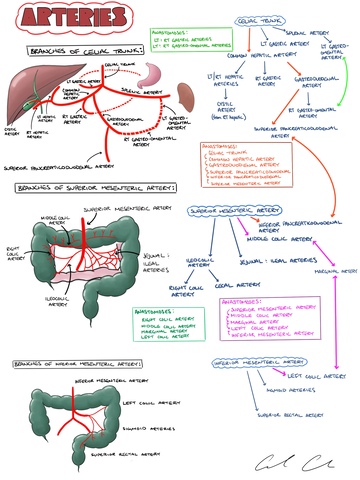 ARTERIES
BRANCHES OF CELIAC TRUNK:
CELIAC TRUNK
LT GASTRIC ARTERY
COMMON HEPATIC ARTERY
SPLENIC ARTERY
CYSTIC ARTERY
RT HEPATIC ARTERY
RT GASTRIC ARTERY
GASTRODUODENAL ARTERY
LT GASTRO-OMENTAL ARTERY
RT GASTRO-OMENTAL ARTERY
SUPERIOR PANCREATICODUODENAL ARTERY
ANASTOMOSES:
LT + RT GASTRIC ARTERIES
LT + RT GASTRO-OMENTAL ARTERIES
CELIAC TRUNK
SPLENIC ARTERY
LT GASTRIC ARTERY
LT GASTRO-OMENTAL ARTERY
COMMON HEPATIC ARTERY
LT/RT HEPATIC ARTERIES
RT GASTRIC ARTERY
GASTRODUODENAL ARTERY
CYSTIC ARTERY
(from Rt hepatic)
RT GASTRO-OMENTAL ARTERY
SUPERIOR PANCREATICODUODENAL ARTERY
ANASTOMOSES:
CELIAC TRUNK
COMMON HEPATIC ARTERY
GASTRODUODENAL ARTERY
SUPERIOR PANCREATICODUODENAL
INFERIOR PANCREATICODUODENAL
SUPERIOR MESENTERIC ARTERY
BRANCHES OF SUPERIOR MESENTERIC ARTERY:
SUPERIOR MESENTERIC ARTERY
MIDDLE COLIC ARTERY
RIGHT COLIC ARTERY
JEJUNAL + ILEAL ARTERIES
ILEOCOLIC ARTERY
SUPERIOR MESENTERIC ARTERY
INFERIOR PANCREATICODUODENAL ARTERY
MIDDLE COLIC ARTERY
ILEOCOLIC ARTERY
JEJUNAL + ILEAL ARTERIES
MARGINAL ARTERY
RIGHT COLIC ARTERY
CECAL ARTERY
ANASTOMOSES:
RIGHT COLIC ARTERY
MIDDLE COLIC ARTERY
MARGINAL ARTERY
LEFT COLIC ARTERY
ANASTOMOSES:
SUPERIOR MESENTERIC ARTERY
MIDDLE COLIC ARTERY
MARGINAL ARTERY
LEFT COLIC ARTERY
INFERIOR MESENTERIC ARTERY
BRANCHES OF INFERIOR MESENTERIC ARTERY:
INFERIOR MESENTERIC ARTERY
LEFT COLIC ARTERY
SIGMOID ARTERIES
SUPERIOR RECTAL ARTERY
INFERIOR MESENTERIC ARTERY
LEFT COLIC ARTERY
SIGMOID ARTERIES
SUPERIOR RECTAL ARTERY